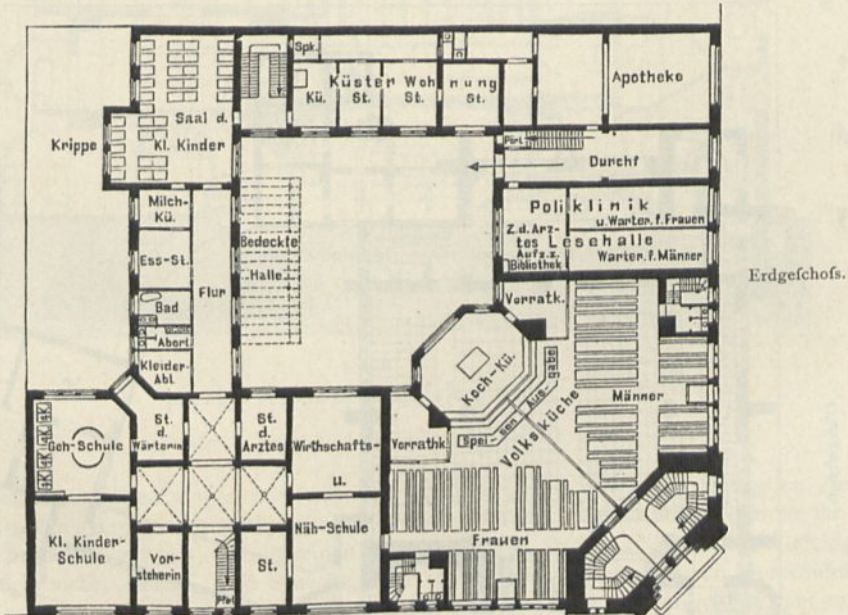 Spk.
Apotheke
Küster Wohnung
Kü.
St.
St.
St.
Saal d.
Krippe
Kl. Kinder
Pört.
Durchf
Milch-
Kü.
Poliklinik
u. Warter. f. Frauen
Z. d. Arz-
tes Lesehalle
Aufz. z.
Warter. f. Männer
Bibliothek
Bedeckte
Halle.
Ess-St.
Flur
Erdgeſchoſs.
Bad
Vorratk.
Abort
Kleider-
Abl.
Koch-Kü.
Männer
Speisen Ausgabe
Volksküche
Geh-Schule
St.
d.
Wärterin
St.
d.
Arztes
Wirthschafts-
u.
Vorrathk.
Näh-Schule
Frauen
Kl. Kinder-
Schule
Vor-
steherin
St.